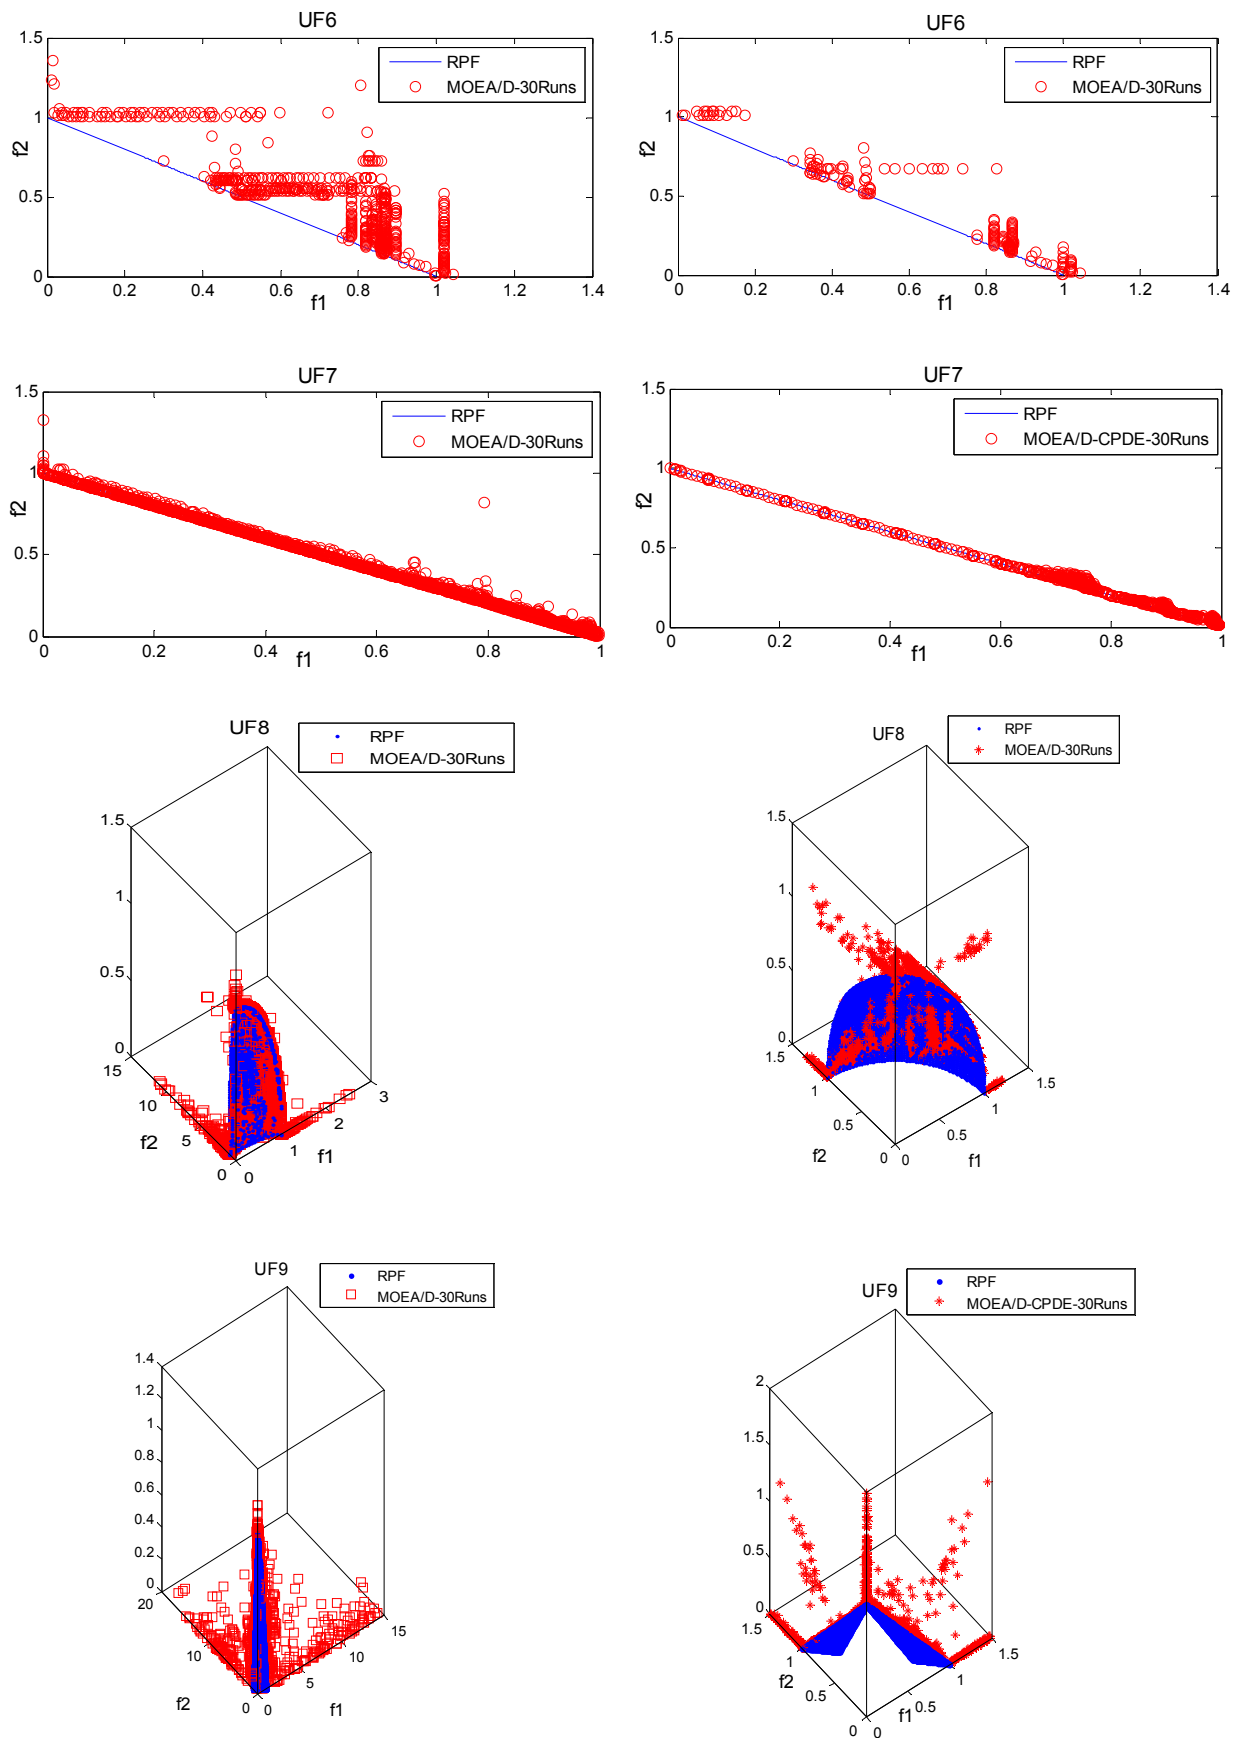 UF6
1.5
1
0.5
0
f2
RPF
MOEA/D-30Runs
0 0.2 0.4 0.6 0.8 1 1.2 1.4
f1
UF6
1.5
1
0.5
0
f2
RPF
MOEA/D-30Runs
0 0.2 0.4 0.6 0.8 1 1.2 1.4
f1
UF7
1.5
1
0.5
0
f2
RPF
MOEA/D-30Runs
0 0.2 0.4 0.6 0.8 1
f1
UF7
1.5
1
0.5
0
f2
RPF
MOEA/D-CPDE-30Runs
0 0.2 0.4 0.6 0.8 1
f1
UF8
RPF
MOEA/D-30Runs
1.5
1
0.5
0
15
10
5
0
f2
0
1
2
3
f1
UF8
RPF
MOEA/D-30Runs
1.5
1
0.5
0
1.5
1
0.5
0
f2
0
0.5
1
1.5
f1
UF9
RPF
MOEA/D-30Runs
1.4
1.2
1
0.8
0.6
0.4
0.2
0
20
10
0
f2
0
5
10
15
f1
UF9
RPF
MOEA/D-CPDE-30Runs
2
1.5
1
0.5
0
1.5
1
0.5
0
f2
0
0.5
1
1.5
f1